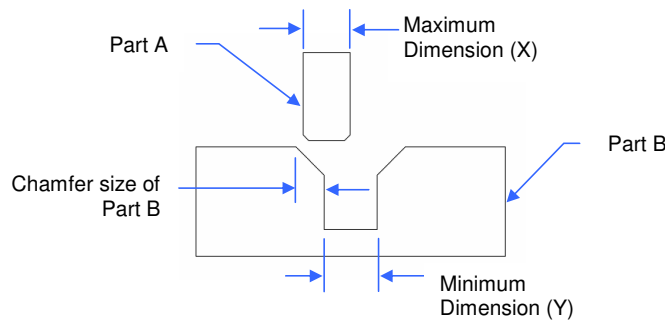 Maximum
Dimension (X)
Part A
Part B
Chamfer size of
Part B
Minimum
Dimension (Y)